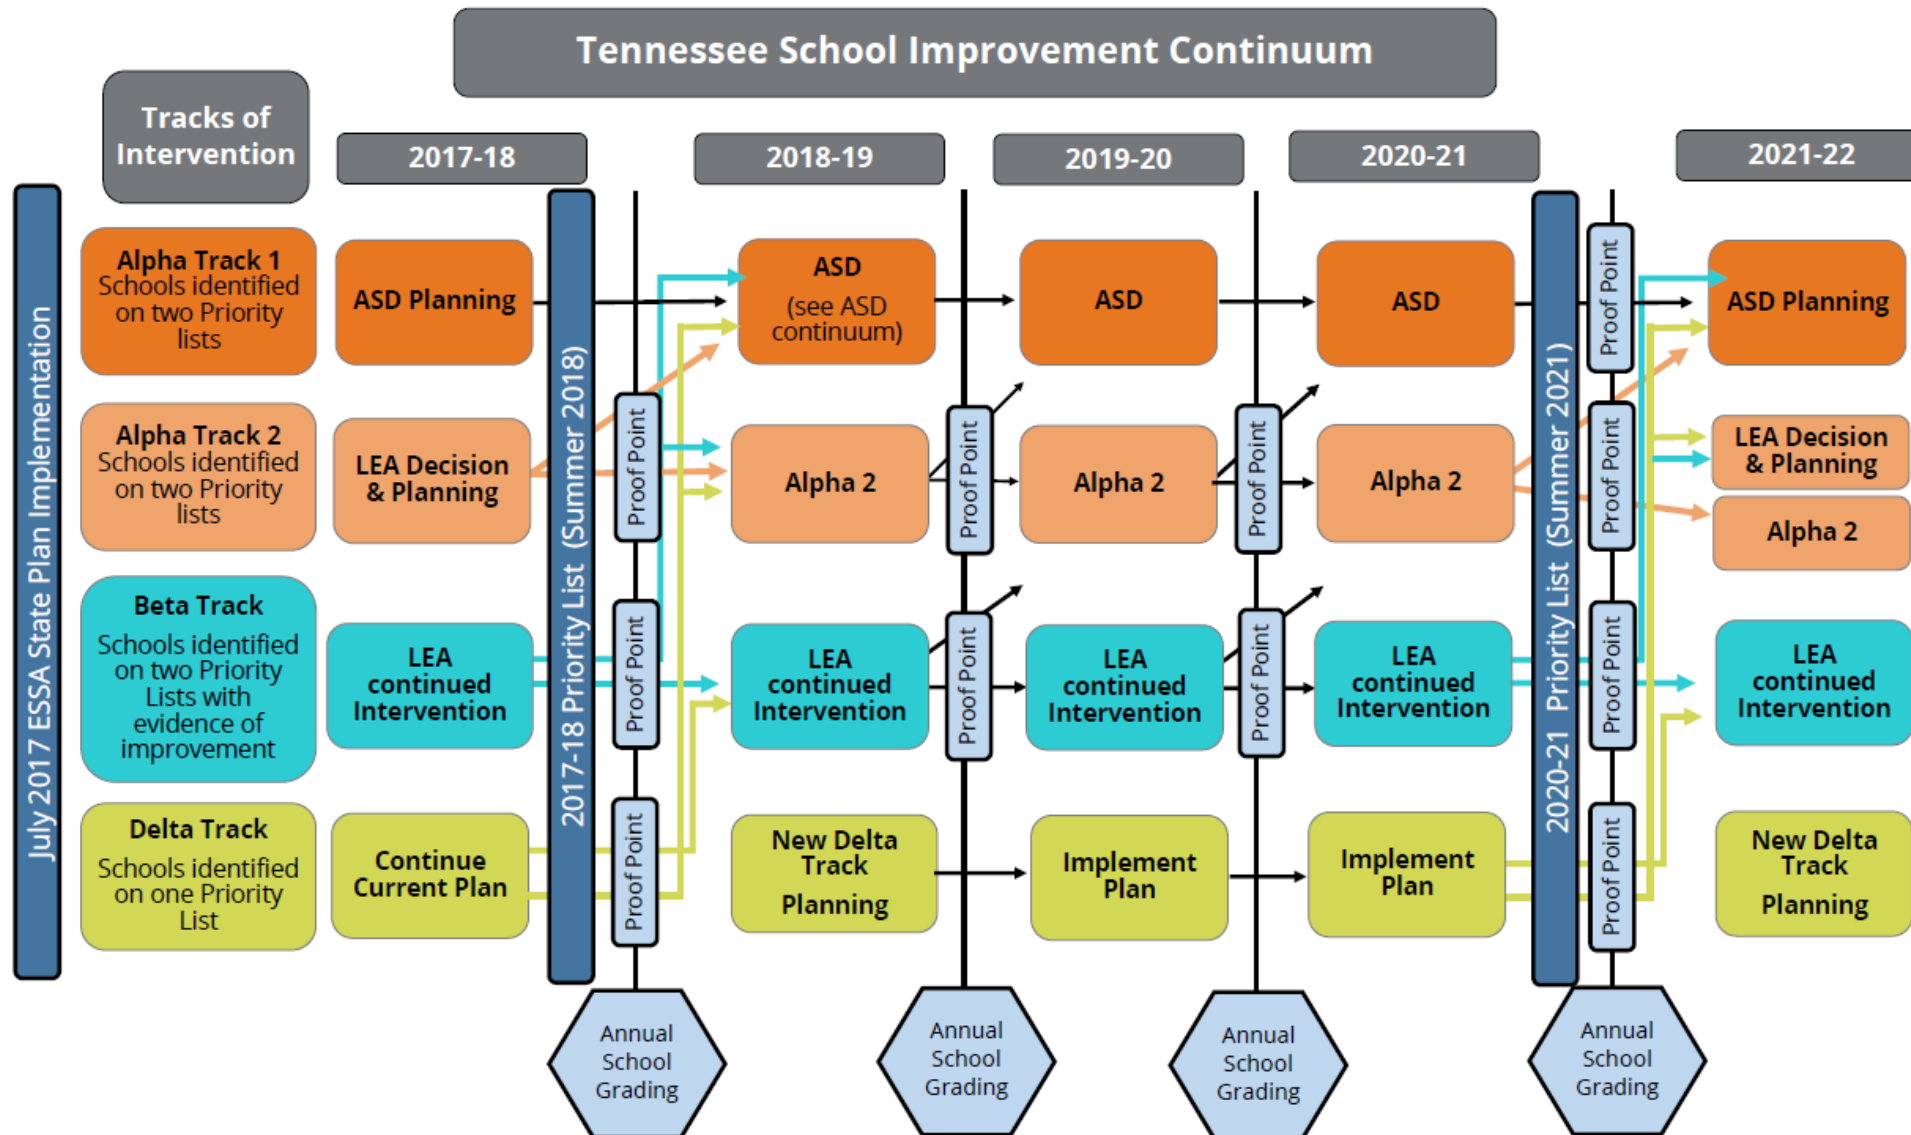 Tennessee School Improvement Continuum
Tracks of
Intervention
2017-18
2018-19
2019-20
2020-21
2021-22
July 2017 ESSA State Plan Implementation
Alpha Track 1
Schools identified
on two Priority
lists
ASD Planning
2017-18 Priority List (Summer 2018)
ASD
(see ASD
continuum)
ASD
ASD
2020-21 Priority List (Summer 2021)
Proof Point
ASD Planning
Alpha Track 2
Schools identified
on two Priority
lists
LEA Decision
& Planning
Proof Point
Alpha 2
Proof Point
Alpha 2
Proof Point
Alpha 2
Proof Point
LEA Decision
& Planning
Alpha 2
Beta Track
Schools identified
on two Priority
Lists with
evidence of
improvement
LEA
continued
Intervention
Proof Point
LEA
continued
Intervention
Proof Point
LEA
continued
Intervention
Proof Point
LEA
continued
Intervention
Proof Point
LEA
continued
Intervention
Delta Track
Schools identified
on one Priority
List
Continue
Current Plan
Proof Point
New Delta
Track
Planning
Implement
Plan
Implement
Plan
Proof Point
New Delta
Track
Planning
Annual
School
Grading
Annual
School
Grading
Annual
School
Grading
Annual
School
Grading